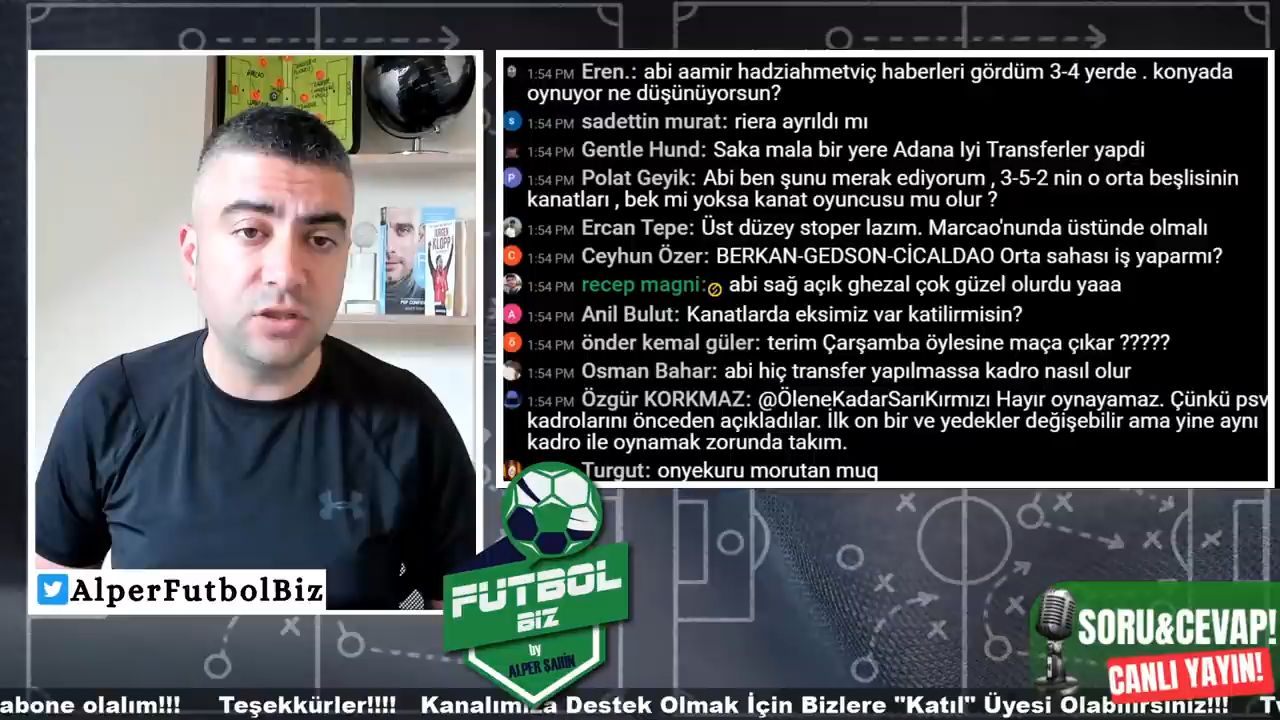 1:54 PM Eren.: abi aamir hadziahmetviç haberleri gördüm 3-4 yerde . konyada
oynuyor ne düşünüyorsun?
1:54 PM sadettin murat: riera ayrıldı mı
1:54 PM Gentle Hund: Saka mala bir yere Adana Iyi Transferler yapdi
1:54 PM Polat Geyik: Abi ben şunu merak ediyorum , 3-5-2 nin o orta beşlisinin
kanatları , bek mi yoksa kanat oyuncusu mu olur ?
1:54 PM Ercan Tepe: Üst düzey stoper lazım. Marcao'nunda üstünde olmalı
1:54 PM Ceyhun Özer: BERKAN-GEDSON-CİCALDAO Orta sahası iş yaparmı?
1:54 PM recep magni: abi sağ açık ghezal çok güzel olurdu yaaa
1:54 PM Anil Bulut: Kanatlarda eksimiz var katilirmisin?
1:54 PM önder kemal güler: terim Çarşamba öylesine maça çıkar ?????
1:54 PM Osman Bahar: abi hiç transfer yapılmassa kadro nasıl olur
1:54 PM Özgür KORKMAZ: @ÖleneKadarSarıKırmızı Hayır oynayamaz. Çünkü psv
kadrolarını önceden açıkladılar. İlk on bir ve yedekler değişebilir ama yine aynı
kadro ile oynamak zorunda takım.
Turgut: onyekuru morutan muq
JÜRGEN
KLOPP
AlperFutbolBiz
FUTBOL
BİZ
by
ALPER ŞAHİN
SORU&CEVAP!
CANLI YAYIN!
abone olalım!!! Teşekkürler!!!! Kanalımıza Destek Olmak İçin Bizlere "Katıl" Üyesi Olabilirsiniz!!!